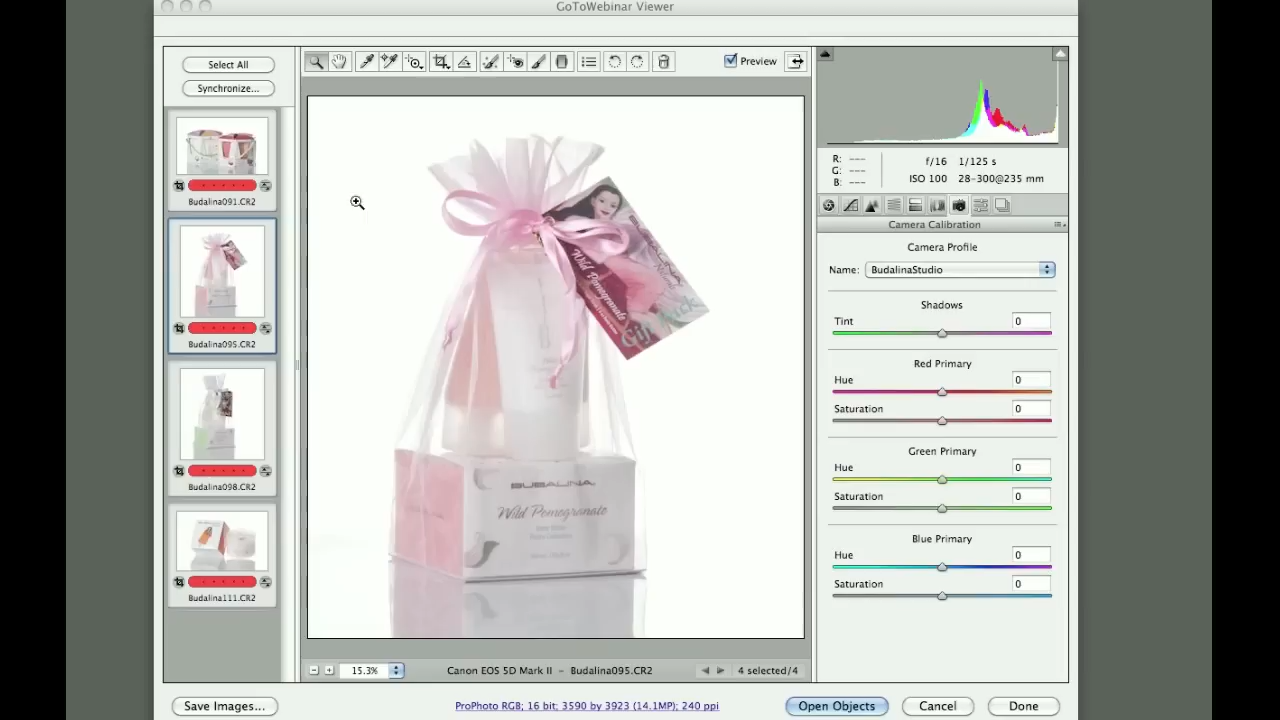 GoToWebinar Viewer
Select All
Synchronize...
Preview
Budalina091.CR2
Budalina095.CR2
Budalina098.CR2
Budalina111.CR2
Wild Pomegranate
Gift Pack
BUBALINA
Wild Pomegranate
R: ---
G: ---
B: ---
f/16 1/125 s
ISO 100 28-300@235 mm
Camera Calibration
Camera Profile
Name: BudalinaStudio
Shadows
Tint 0
Red Primary
Hue 0
Saturation 0
Green Primary
Hue 0
Saturation 0
Blue Primary
Hue 0
Saturation 0
15.3%
Canon EOS 5D Mark II – Budalina095.CR2
4 selected/4
Save Images...
ProPhoto RGB; 16 bit; 3590 by 3923 (14.1MP); 240 ppi
Open Objects
Cancel
Done